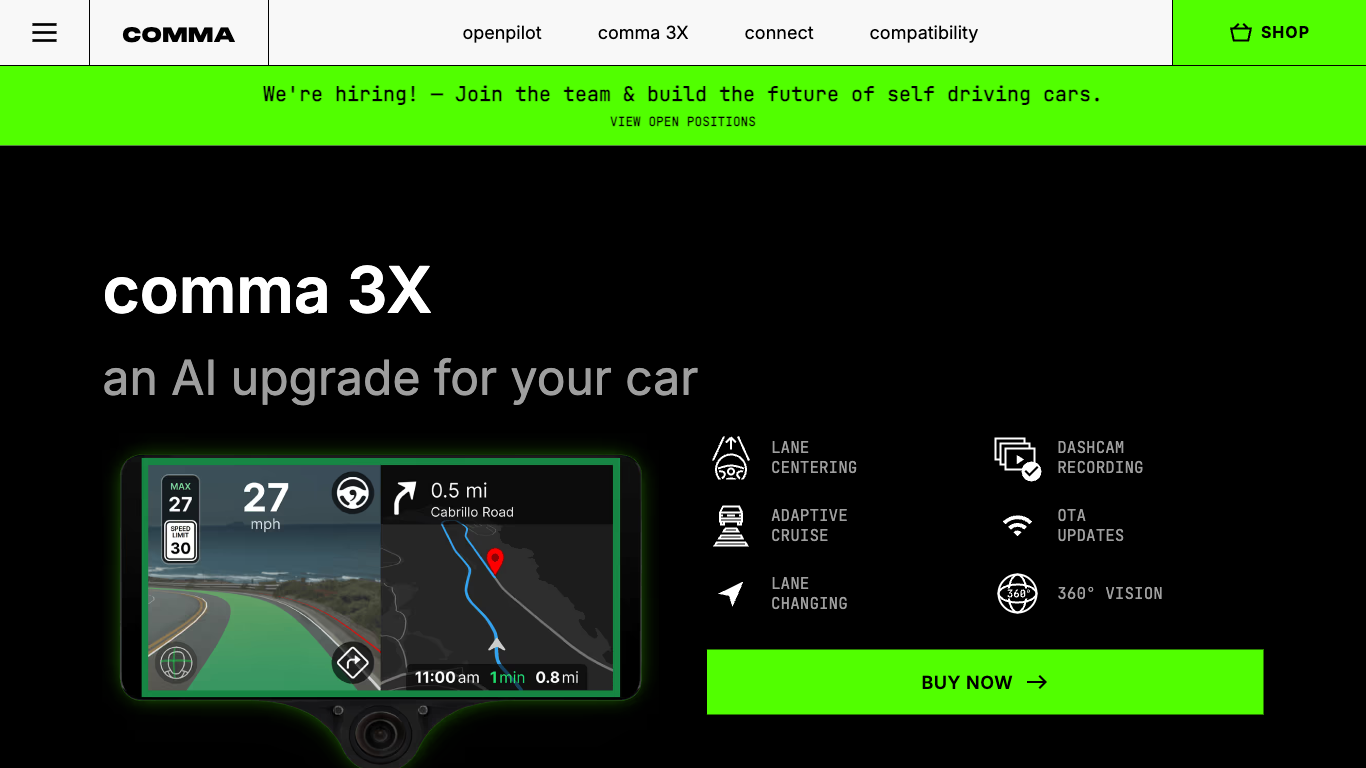 COMMA
openpilot
comma 3X
connect
compatibility
SHOP
We're hiring! — Join the team & build the future of self driving cars.
VIEW OPEN POSITIONS
comma 3X
an AI upgrade for your car
MAX
27
SPEED
LIMIT
30
27
mph
0.5 mi
Cabrillo Road
11:00 am 1 min 0.8 mi
LANE
CENTERING
DASHCAM
RECORDING
ADAPTIVE
CRUISE
OTA
UPDATES
LANE
CHANGING
360°
360° VISION
BUY NOW